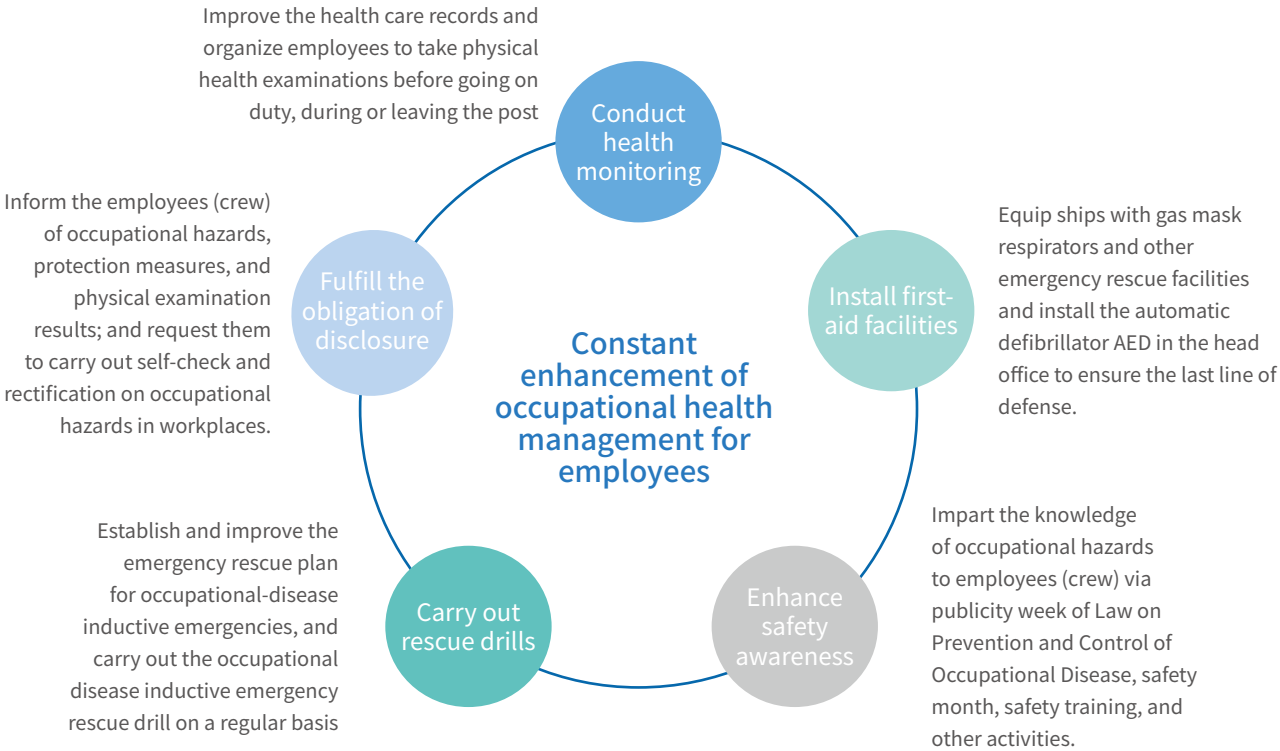 Improve the health care records and
organize employees to take physical
health examinations before going on
duty, during or leaving the post
Conduct
health
monitoring
Inform the employees (crew)
of occupational hazards,
protection measures, and
physical examination
results; and request them
to carry out self-check and
rectification on occupational
hazards in workplaces.
Fulfill the
obligation of
disclosure
Install first-
aid facilities
Equip ships with gas mask
respirators and other
emergency rescue facilities
and install the automatic
defibrillator AED in the head
office to ensure the last line of
defense.
Constant
enhancement of
occupational health
management for
employees
Establish and improve the
emergency rescue plan
for occupational-disease
inductive emergencies, and
carry out the occupational
disease inductive emergency
rescue drill on a regular basis
Carry out
rescue drills
Enhance
safety
awareness
Impart the knowledge
of occupational hazards
to employees (crew) via
publicity week of Law on
Prevention and Control of
Occupational Disease, safety
month, safety training, and
other activities.